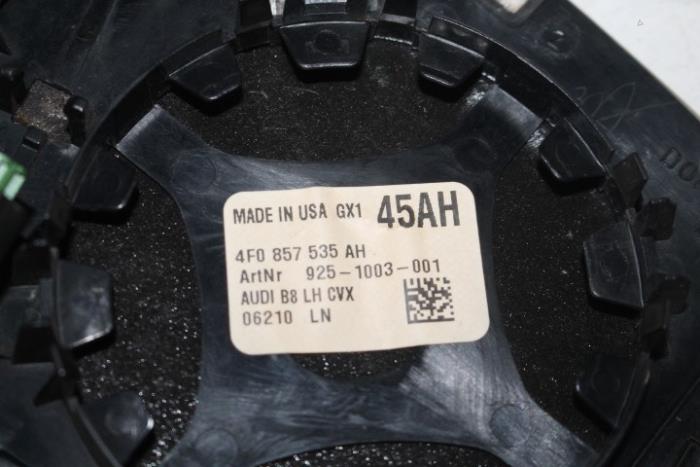 MADE IN USA GX1 45AH
4F0 857 535 AH
ArtNr 925-1003-001
AUDI B8 LH CVX
06210 LN